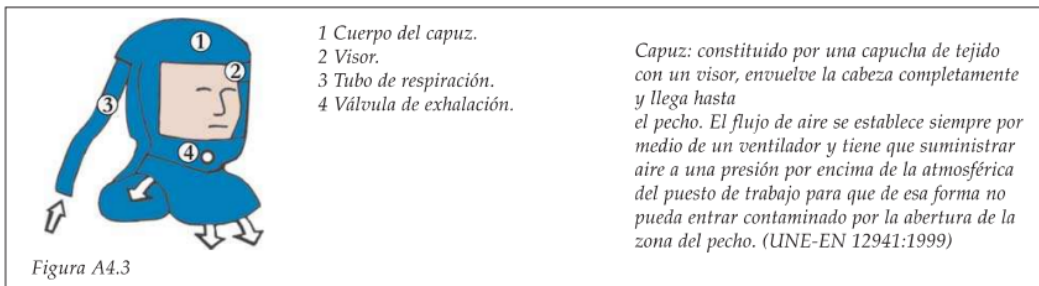 1
2
3
4
1 Cuerpo del capuz.
2 Visor.
3 Tubo de respiración.
4 Válvula de exhalación.
Capuz: constituido por una capucha de tejido
con un visor, envuelve la cabeza completamente
y llega hasta
el pecho. El flujo de aire se establece siempre por
medio de un ventilador y tiene que suministrar
aire a una presión por encima de la atmosférica
del puesto de trabajo para que de esa forma no
pueda entrar contaminado por la abertura de la
zona del pecho. (UNE-EN 12941:1999)
Figura A4.3